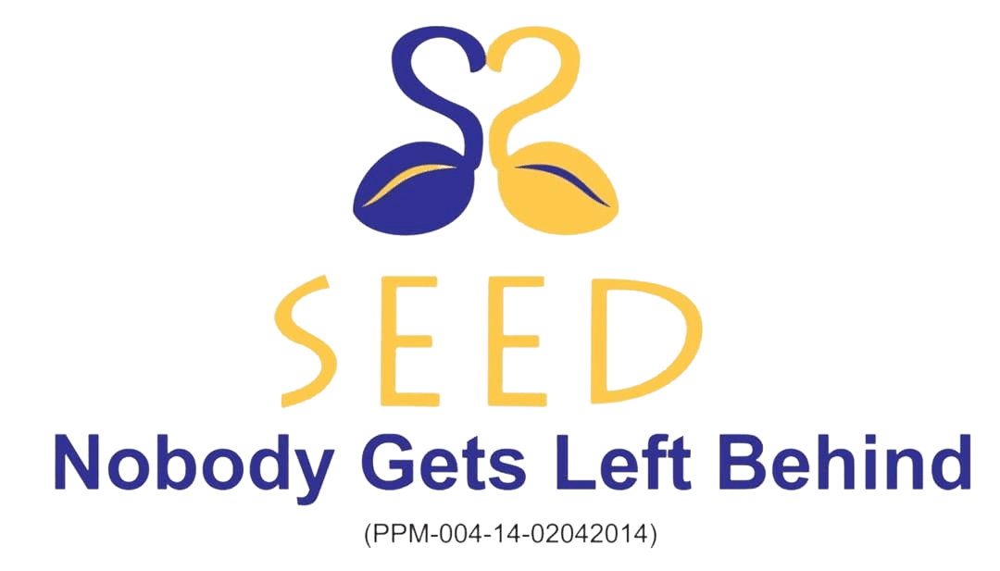 SEED
Nobody Gets Left Behind
(PPM-004-14-02042014)